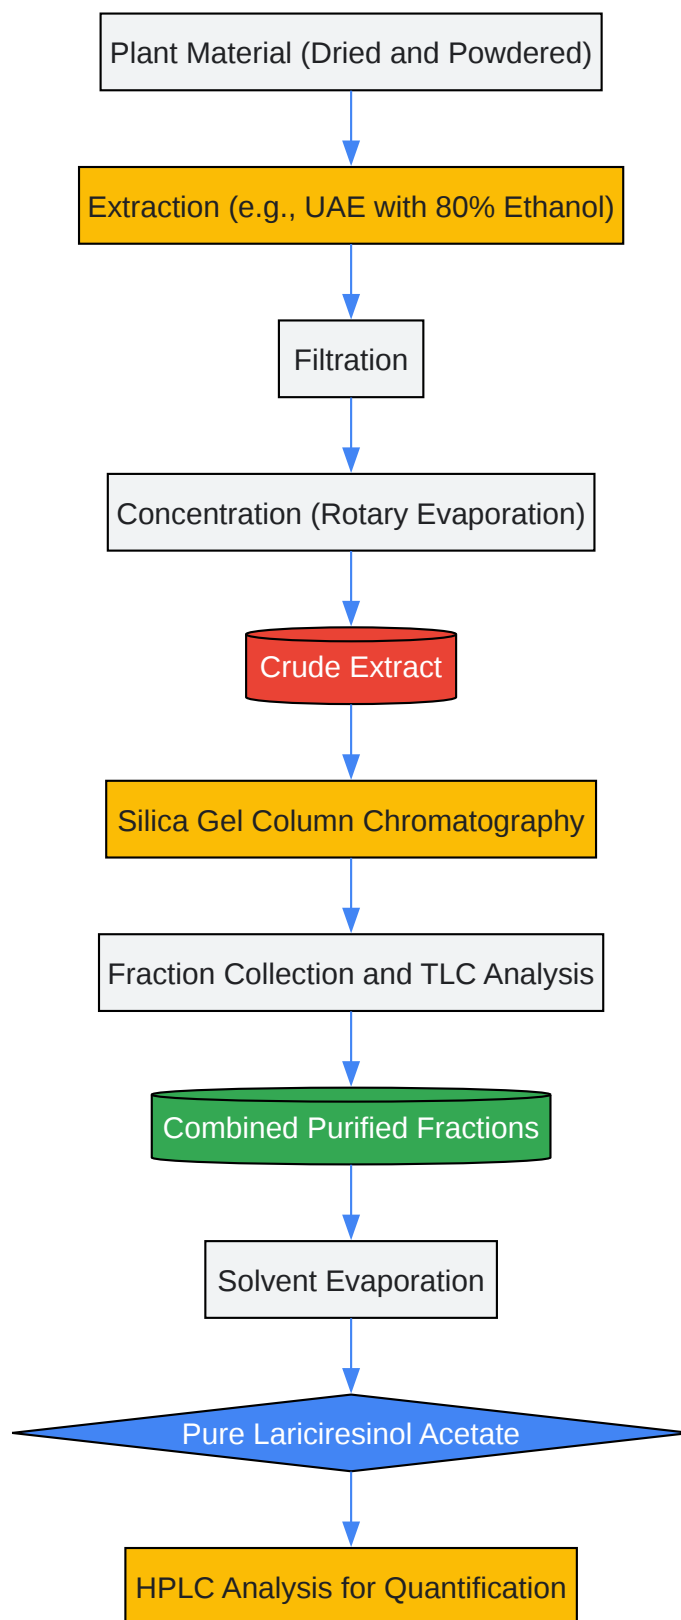 Plant Material (Dried and Powdered)
Extraction (e.g., UAE with 80% Ethanol)
Filtration
Concentration (Rotary Evaporation)
Crude Extract
Silica Gel Column Chromatography
Fraction Collection and TLC Analysis
Combined Purified Fractions
Solvent Evaporation
Pure Lariciresinol Acetate
HPLC Analysis for Quantification